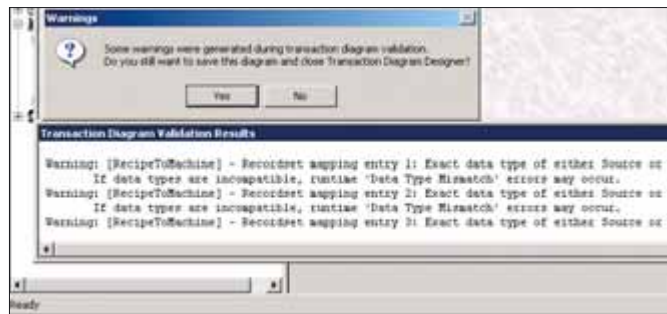 Warnings
Some warnings were generated during transaction diagram validation.
Do you still want to save this diagram and close Transaction Diagram Designer?
Yes
No
Transaction Diagram Validation Results
Warning: [RecipeToMachine] - Recordset mapping entry 1: Exact data type of either Source or
If data types are incompatible, runtime 'Data Type Mismatch' errors may occur.
Warning: [RecipeToMachine] - Recordset mapping entry 2: Exact data type of either Source or
If data types are incompatible, runtime 'Data Type Mismatch' errors may occur.
Warning: [RecipeToMachine] - Recordset mapping entry 3: Exact data type of either Source or
Ready